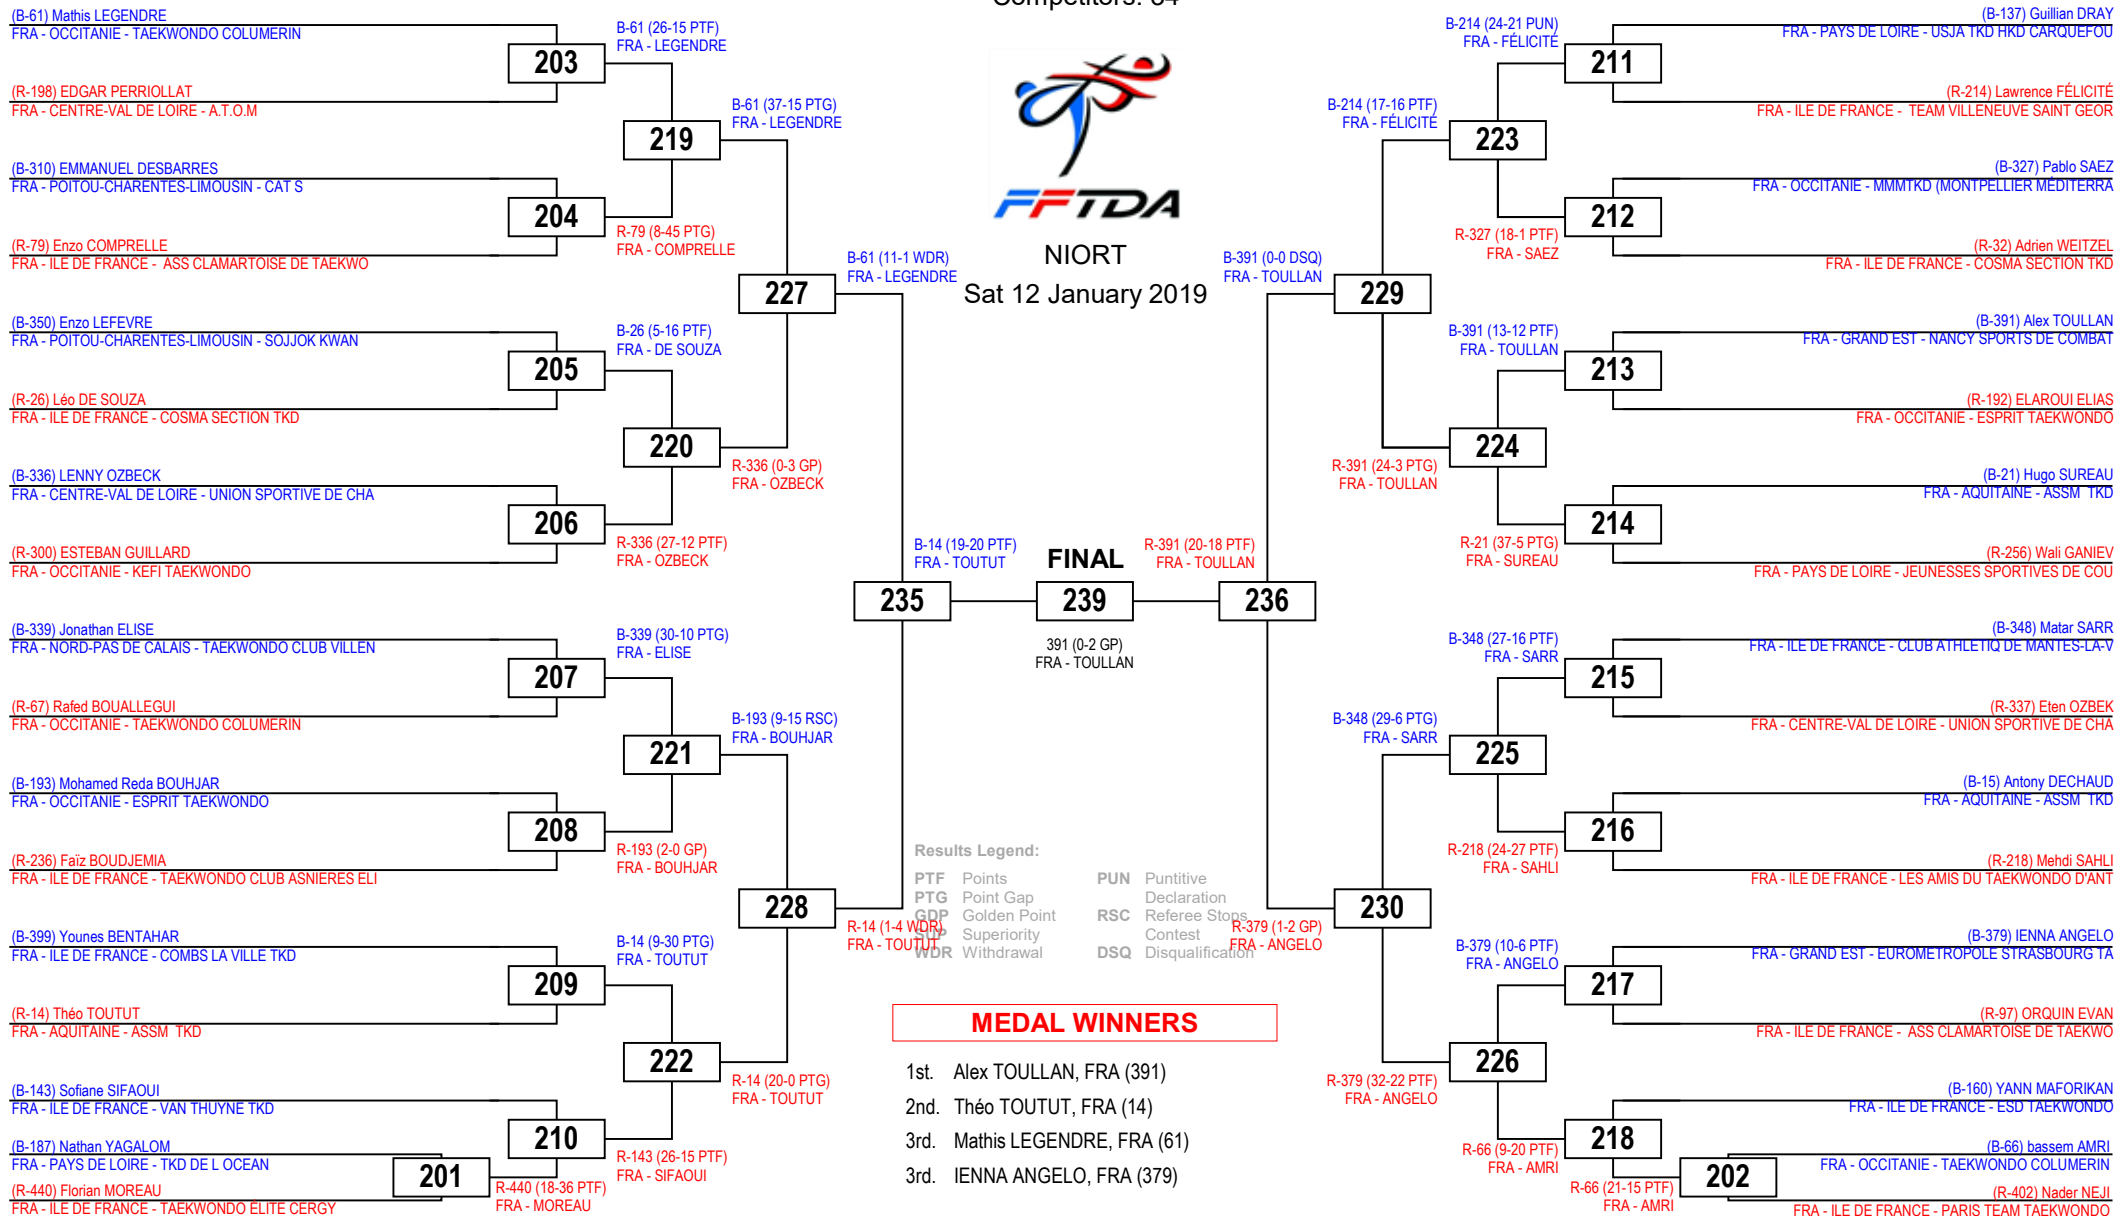 Competitors: 34
(B-61) Mathis LEGENDRE
FRA - OCCITANIE - TAEKWONDO COLUMERIN
203
(R-198) EDGAR PERRIOLLAT
FRA - CENTRE-VAL DE LOIRE - A.T.O.M
B-61 (26-15 PTF)
FRA - LEGENDRE
219
(B-310) EMMANUEL DESBARRES
FRA - POITOU-CHARENTES-LIMOUSIN - CAT S
204
(R-79) Enzo COMPRELLE
FRA - ILE DE FRANCE - ASS CLAMARTOISE DE TAEKWO
R-79 (8-45 PTG)
FRA - COMPRELLE
B-61 (37-15 PTG)
FRA - LEGENDRE
227
(B-350) Enzo LEFEVRE
FRA - POITOU-CHARENTES-LIMOUSIN - SOJJOK KWAN
205
(R-26) Léo DE SOUZA
FRA - ILE DE FRANCE - COSMA SECTION TKD
B-26 (5-16 PTF)
FRA - DE SOUZA
220
(B-336) LENNY OZBECK
FRA - CENTRE-VAL DE LOIRE - UNION SPORTIVE DE CHA
206
(R-300) ESTEBAN GUILLARD
FRA - OCCITANIE - KEFI TAEKWONDO
R-336 (27-12 PTF)
FRA - OZBECK
R-336 (0-3 GP)
FRA - OZBECK
B-61 (11-1 WDR)
FRA - LEGENDRE
235
(B-339) Jonathan ELISE
FRA - NORD-PAS DE CALAIS - TAEKWONDO CLUB VILLEN
207
(R-67) Rafed BOUALLEGUI
FRA - OCCITANIE - TAEKWONDO COLUMERIN
B-339 (30-10 PTG)
FRA - ELISE
221
(B-193) Mohamed Reda BOUHJAR
FRA - OCCITANIE - ESPRIT TAEKWONDO
208
(R-236) Faïz BOUDJEMIA
FRA - ILE DE FRANCE - TAEKWONDO CLUB ASNIERES ELI
R-193 (2-0 GP)
FRA - BOUHJAR
B-193 (9-15 RSC)
FRA - BOUHJAR
228
(B-399) Younes BENTAHAR
FRA - ILE DE FRANCE - COMBS LA VILLE TKD
209
(R-14) Théo TOUTUT
FRA - AQUITAINE - ASSM TKD
B-14 (9-30 PTG)
FRA - TOUTUT
222
(B-143) Sofiane SIFAOUI
FRA - ILE DE FRANCE - VAN THUYNE TKD
210
(B-187) Nathan YAGALOM
FRA - PAYS DE LOIRE - TKD DE L OCEAN
201
(R-440) Florian MOREAU
FRA - ILE DE FRANCE - TAEKWONDO ÉLITE CERGY
R-440 (18-36 PTF)
FRA - MOREAU
R-143 (26-15 PTF)
FRA - SIFAOUI
R-14 (20-0 PTG)
FRA - TOUTUT
R-14 (1-4 WDR)
FRA - TOUTUT
FFTDA
NIORT
Sat 12 January 2019
B-14 (19-20 PTF)
FRA - TOUTUT
FINAL
239
391 (0-2 GP)
FRA - TOULLAN
R-391 (20-18 PTF)
FRA - TOULLAN
236
Results Legend:
PTF Points
PTG Point Gap
GDP Golden Point
SUP Superiority
WDR Withdrawal
PUN Puntitive
Declaration
RSC Referee Stops
Contest
DSQ Disqualification
MEDAL WINNERS
1st. Alex TOULLAN, FRA (391)
2nd. Théo TOUTUT, FRA (14)
3rd. Mathis LEGENDRE, FRA (61)
3rd. IENNA ANGELO, FRA (379)
(B-137) Guillian DRAY
FRA - PAYS DE LOIRE - USJA TKD HKD CARQUEFOU
211
(R-214) Lawrence FÉLICITÉ
FRA - ILE DE FRANCE - TEAM VILLENEUVE SAINT GEOR
B-214 (24-21 PUN)
FRA - FÉLICITÉ
223
(B-327) Pablo SAEZ
FRA - OCCITANIE - MMMTKD (MONTPELLIER MÉDITERRA
212
(R-32) Adrien WEITZEL
FRA - ILE DE FRANCE - COSMA SECTION TKD
R-327 (18-1 PTF)
FRA - SAEZ
B-214 (17-16 PTF)
FRA - FÉLICITÉ
229
(B-391) Alex TOULLAN
FRA - GRAND EST - NANCY SPORTS DE COMBAT
213
(R-192) ELAROUI ELIAS
FRA - OCCITANIE - ESPRIT TAEKWONDO
B-391 (13-12 PTF)
FRA - TOULLAN
224
(B-21) Hugo SUREAU
FRA - AQUITAINE - ASSM TKD
214
(R-256) Wali GANIEV
FRA - PAYS DE LOIRE - JEUNESSES SPORTIVES DE COU
R-21 (37-5 PTG)
FRA - SUREAU
R-391 (24-3 PTG)
FRA - TOULLAN
B-391 (0-0 DSQ)
FRA - TOULLAN
(B-348) Matar SARR
FRA - ILE DE FRANCE - CLUB ATHLETIQ DE MANTES-LA-V
215
(R-337) Eten OZBEK
FRA - CENTRE-VAL DE LOIRE - UNION SPORTIVE DE CHA
B-348 (27-16 PTF)
FRA - SARR
225
(B-15) Antony DECHAUD
FRA - AQUITAINE - ASSM TKD
216
(R-218) Mehdi SAHLI
FRA - ILE DE FRANCE - LES AMIS DU TAEKWONDO D'ANT
R-218 (24-27 PTF)
FRA - SAHLI
B-348 (29-6 PTG)
FRA - SARR
230
(B-379) IENNA ANGELO
FRA - GRAND EST - EUROMETROPOLE STRASBOURG TA
217
(R-97) ORQUIN EVAN
FRA - ILE DE FRANCE - ASS CLAMARTOISE DE TAEKWO
B-379 (10-6 PTF)
FRA - ANGELO
226
(B-160) YANN MAFORIKAN
FRA - ILE DE FRANCE - ESD TAEKWONDO
218
(B-66) bassem AMRI
FRA - OCCITANIE - TAEKWONDO COLUMERIN
202
(R-402) Nader NEJI
FRA - ILE DE FRANCE - PARIS TEAM TAEKWONDO
R-66 (21-15 PTF)
FRA - AMRI
R-66 (9-20 PTF)
FRA - AMRI
R-379 (32-22 PTF)
FRA - ANGELO
R-379 (1-2 GP)
FRA - ANGELO